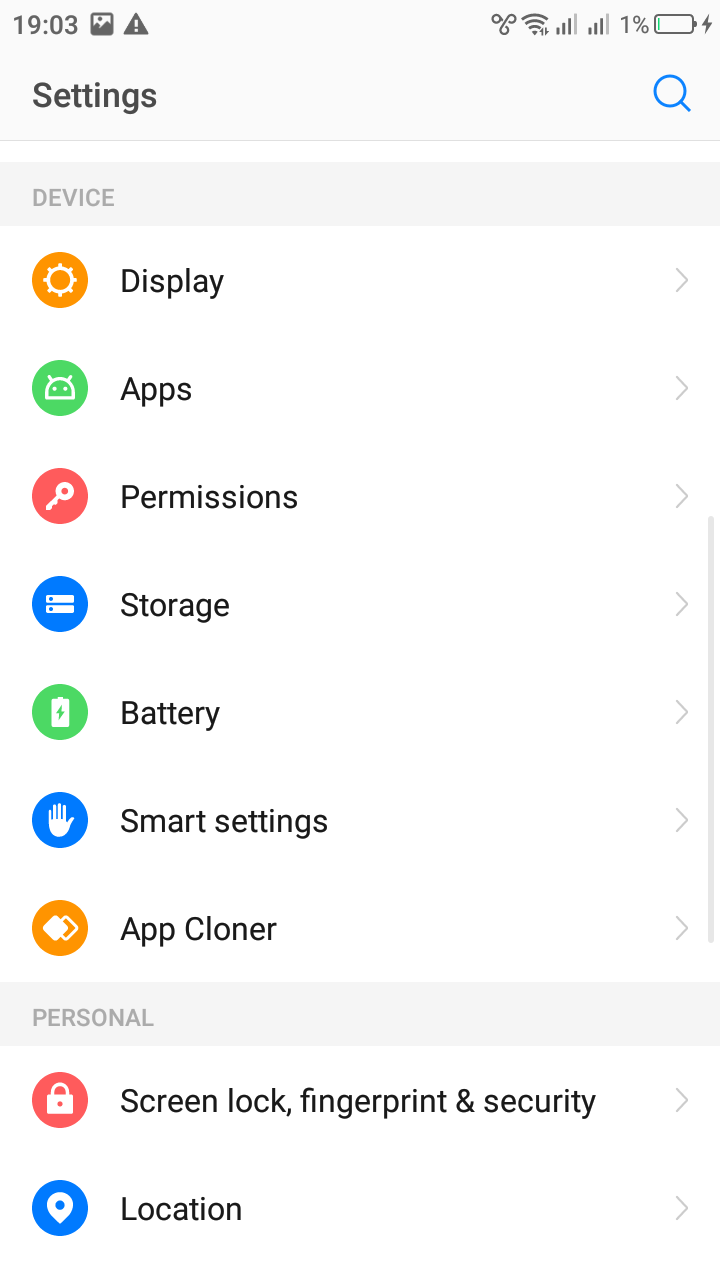 19:03 1%
Settings
DEVICE
Display
Apps
Permissions
Storage
Battery
Smart settings
App Cloner
PERSONAL
Screen lock, fingerprint & security
Location